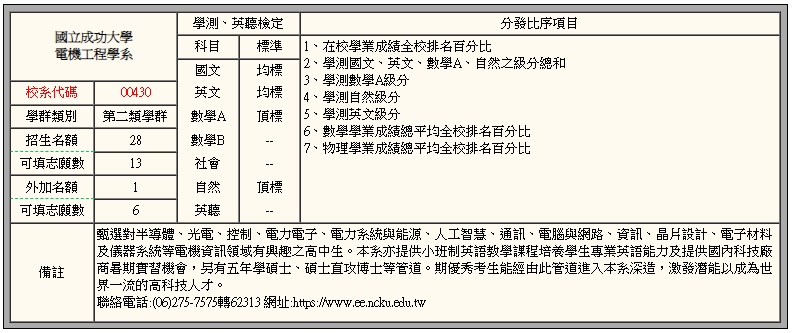 國立成功大學
電機工程學系
學測、英聽檢定
分發比序項目
科目 標準
國文 均標
校系代碼 00430
英文 均標
學群類別 第二類學群
數學A 頂標
招生名額 28
數學B --
可填志願數 13
社會 --
外加名額 1
自然 頂標
可填志願數 6
英聽 --
1、在校學業成績全校排名百分比
2、學測國文、英文、數學A、自然之級分總和
3、學測數學A級分
4、學測自然級分
5、學測英文級分
6、數學學業成績總平均全校排名百分比
7、物理學業成績總平均全校排名百分比
備註
甄選對半導體、光電、控制、電力電子、電力系統與能源、人工智慧、通訊、電腦與網路、資訊、晶片設計、電子材料
及儀器系統等電機資訊領域有興趣之高中生。本系亦提供小班制英語教學課程培養學生專業英語能力及提供國內科技廠
商暑期實習機會，另有五年學碩士、碩士直攻博士等管道。期優秀考生能經由此管道進入本系深造，激發潛能以成為世
界一流的高科技人才。
聯絡電話:(06)275-7575轉62313 網址:https://www.ee.ncku.edu.tw